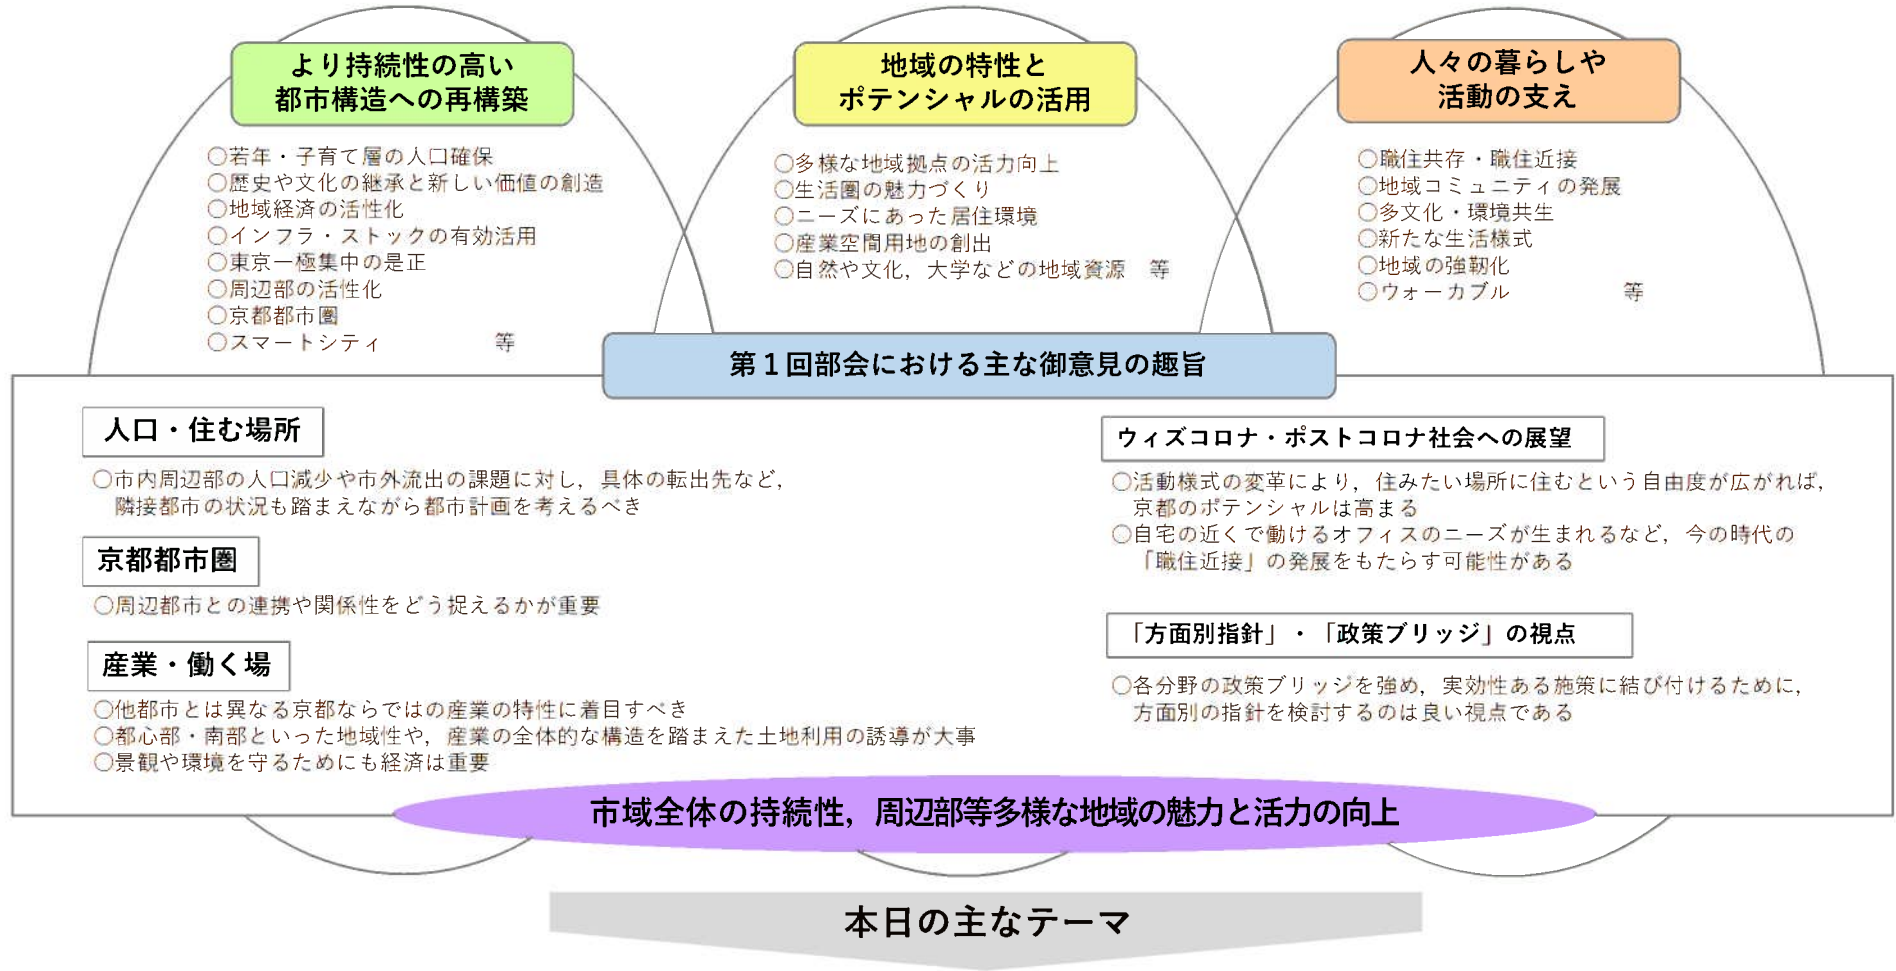 より持続性の高い
都市構造への再構築
○若年・子育て層の人口確保
○歴史や文化の継承と新しい価値の創造
○地域経済の活性化
○インフラ・ストックの有効活用
○東京一極集中の是正
○周辺部の活性化
○京都都市圏
○スマートシティ 等
地域の特性と
ポテンシャルの活用
○多様な地域拠点の活力向上
○生活圏の魅力づくり
○ニーズにあった居住環境
○産業空間用地の創出
○自然や文化，大学などの地域資源 等
人々の暮らしや
活動の支え
○職住共存・職住近接
○地域コミュニティの発展
○多文化・環境共生
○新たな生活様式
○地域の強靭化
○ウォーカブル 等
第１回部会における主な御意見の趣旨
人口・住む場所
○市内周辺部の人口減少や市外流出の課題に対し，具体の転出先など，
隣接都市の状況も踏まえながら都市計画を考えるべき
京都都市圏
○周辺都市との連携や関係性をどう捉えるかが重要
産業・働く場
○他都市とは異なる京都ならではの産業の特性に着目すべき
○都心部・南部といった地域性や，産業の全体的な構造を踏まえた土地利用の誘導が大事
○景観や環境を守るためにも経済は重要
ウィズコロナ・ポストコロナ社会への展望
○活動様式の変革により，住みたい場所に住むという自由度が広がれば，
京都のポテンシャルは高まる
○自宅の近くで働けるオフィスのニーズが生まれるなど，今の時代の
「職住近接」の発展をもたらす可能性がある
「方面別指針」・「政策ブリッジ」の視点
○各分野の政策ブリッジを強め，実効性ある施策に結び付けるために，
方面別の指針を検討するのは良い視点である
市域全体の持続性，周辺部等多様な地域の魅力と活力の向上
本日の主なテーマ